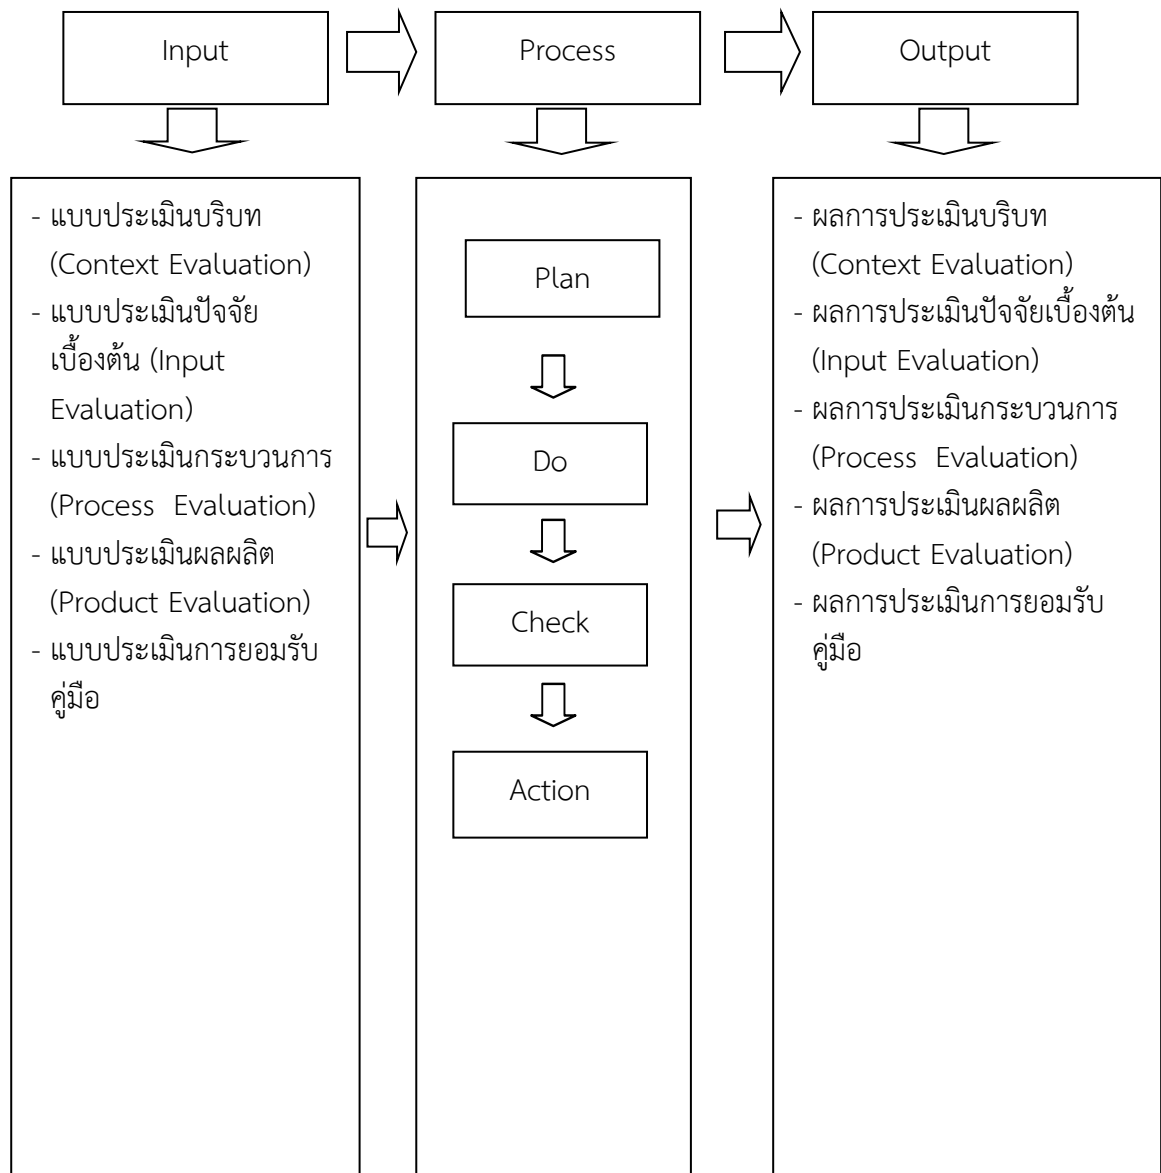 Input
Process
Output
- แบบประเมินบริบท
(Context Evaluation)
- แบบประเมินปัจจัย
เบื้องต้น (Input
Evaluation)
- แบบประเมินกระบวนการ
(Process  Evaluation)
- แบบประเมินผลผลิต
(Product Evaluation)
- แบบประเมินการยอมรับ
คู่มือ
Plan
Do
Check
Action
- ผลการประเมินบริบท
(Context Evaluation)
- ผลการประเมินปัจจัยเบื้องต้น
(Input Evaluation)
- ผลการประเมินกระบวนการ
(Process  Evaluation)
- ผลการประเมินผลผลิต
(Product Evaluation)
- ผลการประเมินการยอมรับ
คู่มือ